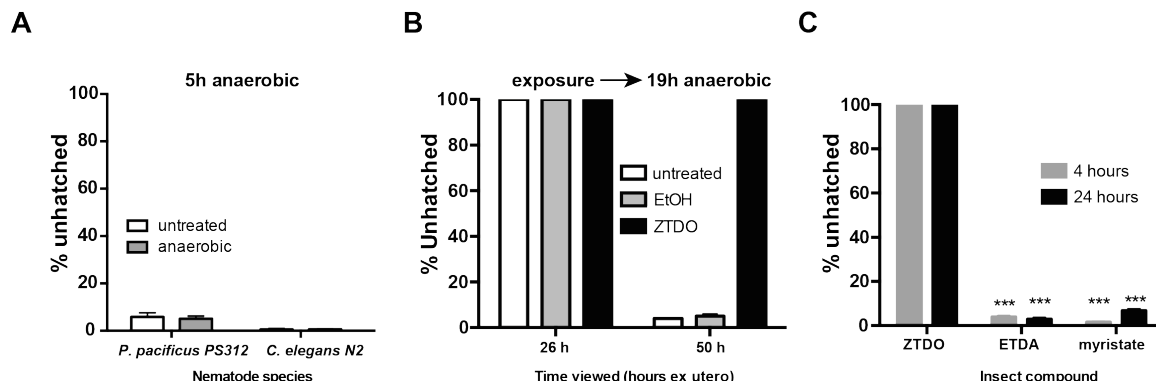 A
5h anaerobic
% unhatched
100
80
60
40
20
0
untreated
anaerobic
P. pacificus PS312
C. elegans N2
Nematode species
B
exposure → 19h anaerobic
% Unhatched
100
80
60
40
20
0
untreated
EtOH
ZTDO
26 h
50 h
Time viewed (hours ex utero)
C
% unhatched
100
80
60
40
20
0
4 hours
24 hours
*** *** *** ***
ZTDO
ETDA
myristate
Insect compound